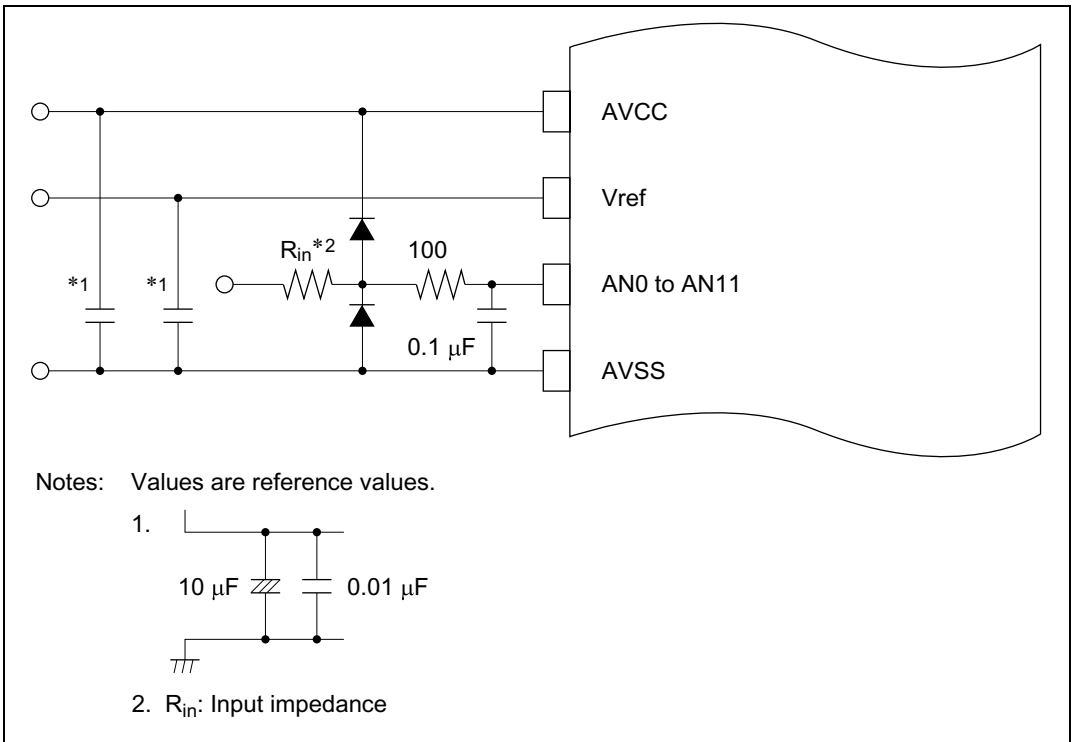 AVCC
Vref
Rin*2 100
*1 *1 AN0 to AN11
0.1 μF
AVSS
Notes: Values are reference values.
1.
10 μF 0.01 μF
2. Rin: Input impedance